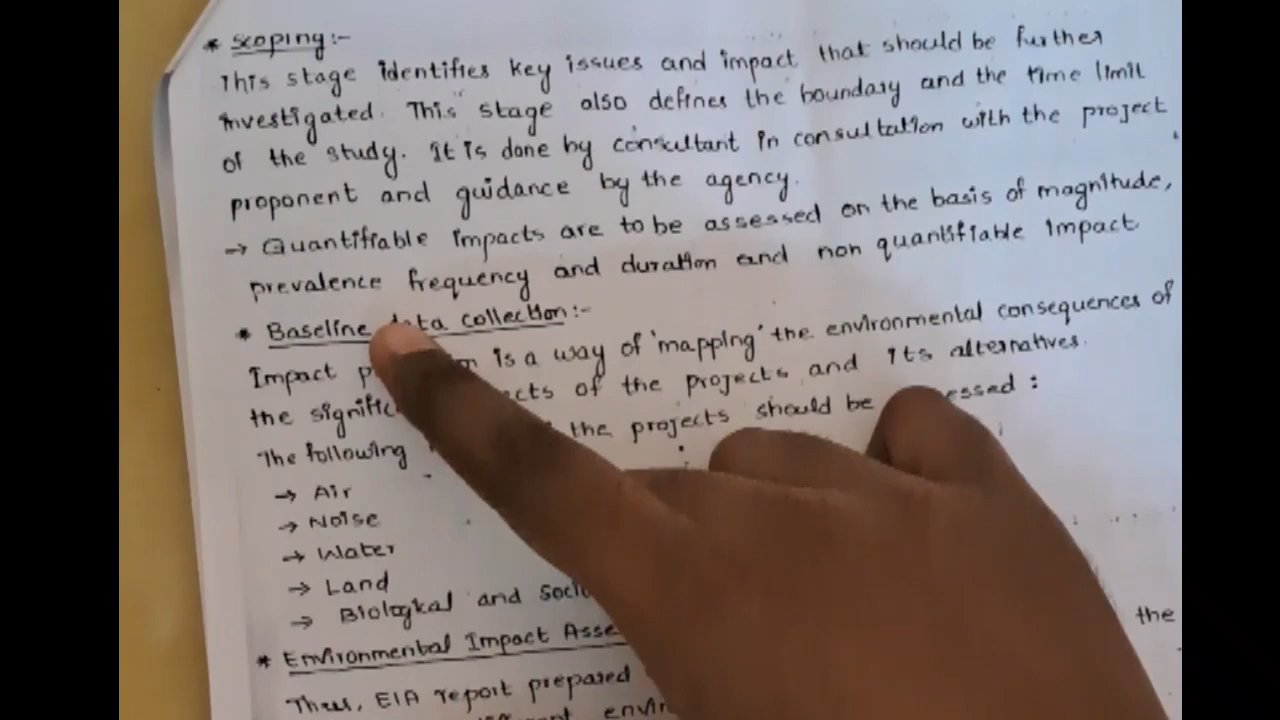 * Scoping:-
This stage identifies key issues and impact that should be further
investigated. This stage also defines the boundary and the time limit
of the study. It is done by consultant in consultation with the project
proponent and guidance by the agency.
→ Quantifiable impacts are to be assessed on the basis of magnitude,
prevalence frequency and duration and non quantifiable impact
* Baseline data collection:-
Impact is a way of 'mapping' the environmental consequences of
the of the projects and its alternatives.
The following the projects should be
→ Air
→ Noise
→ Water
→ Land
→ Biological and
* Environmental Impact
the
Thus, EIA report prepared